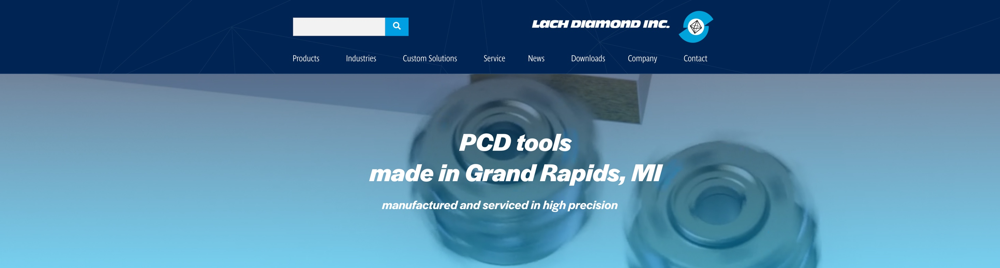 LACH DIAMOND INC.
Products Industries Custom Solutions Service News Downloads Company Contact
PCD tools
made in Grand Rapids, MI
manufactured and serviced in high precision